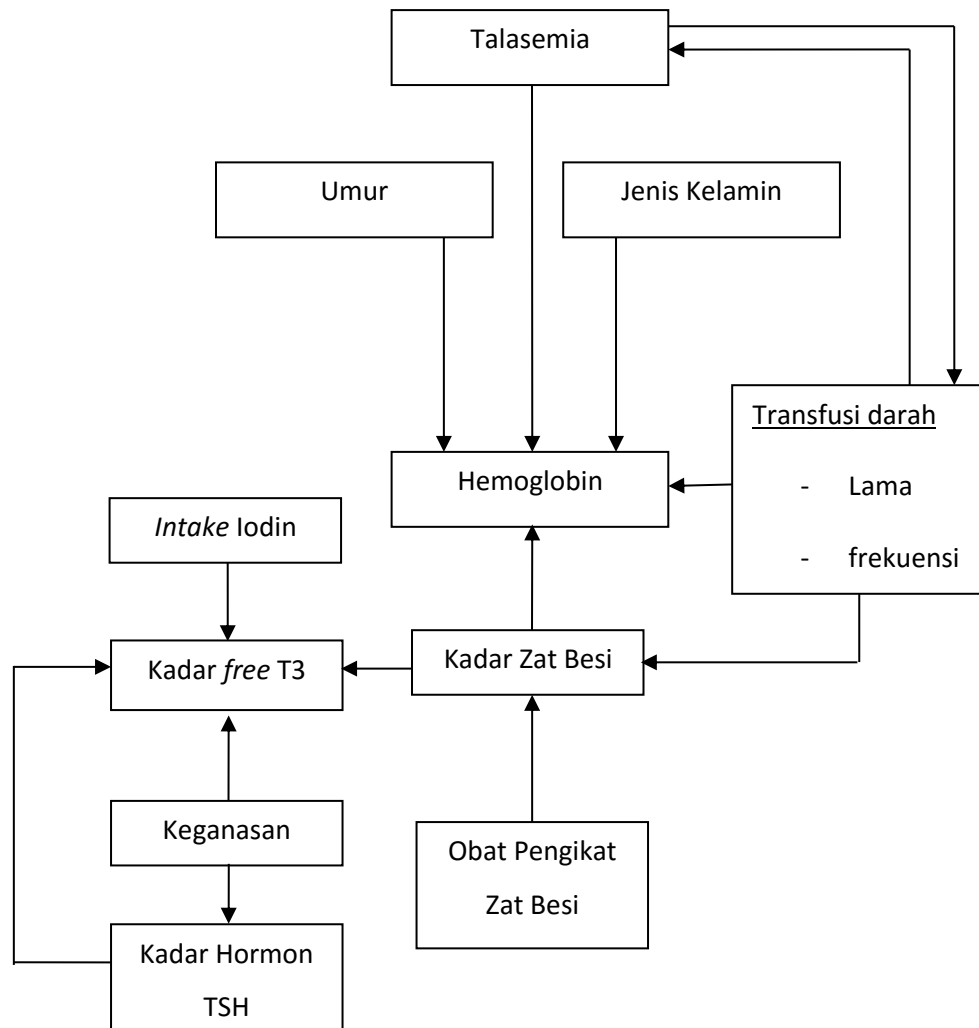 Talasemia
Umur
Jenis Kelamin
Transfusi darah
- Lama
- frekuensi
Hemoglobin
Intake Iodin
Kadar free T3
Kadar Zat Besi
Keganasan
Obat Pengikat
Zat Besi
Kadar Hormon
TSH